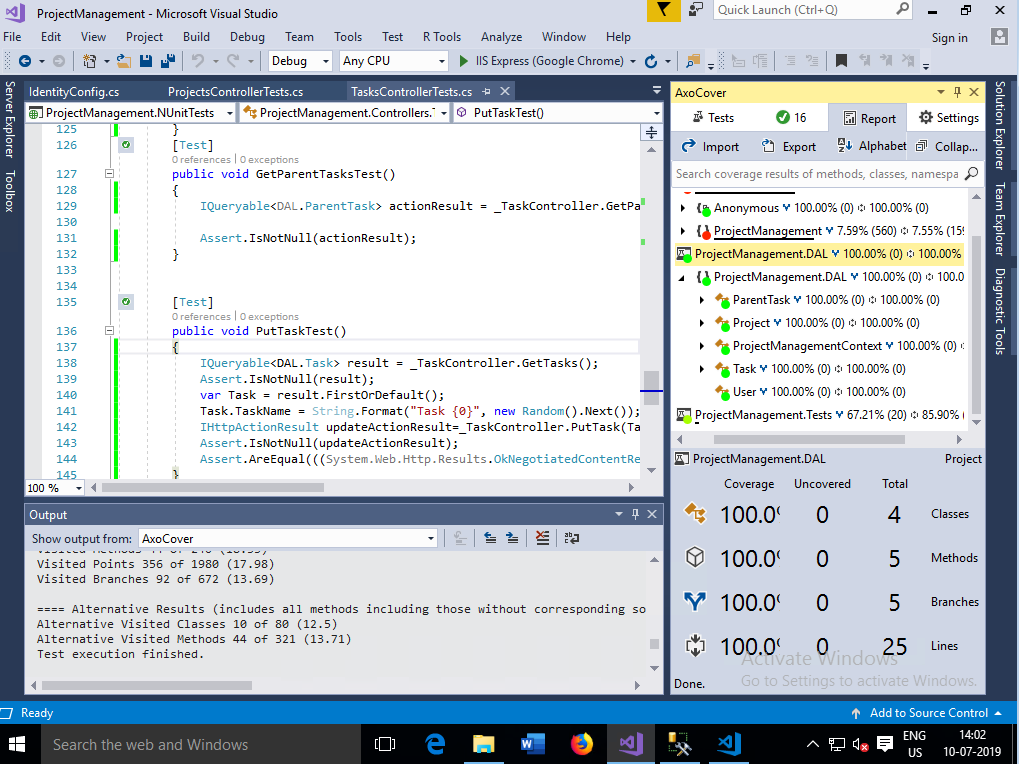 ProjectManagement - Microsoft Visual Studio
Quick Launch (Ctrl+Q)
File Edit View Project Build Debug Team Tools Test R Tools Analyze Window Help
Sign in
Debug Any CPU IIS Express (Google Chrome)
Server Explorer
Toolbox
IdentityConfig.cs ProjectsControllerTests.cs TasksControllerTests.cs
ProjectManagement.NUnitTests ProjectManagement.Controllers. PutTaskTest()
125 }
126 [Test]
0 references | 0 exceptions
127 public void GetParentTasksTest()
128 {
129 IQueryable<DAL.ParentTask> actionResult = _TaskController.GetPa
130
131 Assert.IsNotNull(actionResult);
132 }
133
134
135 [Test]
0 references | 0 exceptions
136 public void PutTaskTest()
137 {
138 IQueryable<DAL.Task> result = _TaskController.GetTasks();
139 Assert.IsNotNull(result);
140 var Task = result.FirstOrDefault();
141 Task.TaskName = String.Format("Task {0}", new Random().Next());
142 IHttpActionResult updateActionResult=_TaskController.PutTask(Ta
143 Assert.IsNotNull(updateActionResult);
144 Assert.AreEqual(((System.Web.Http.Results.OkNegotiatedContentRe
145 }
100 %
Output
Show output from: AxoCover
Visited Points 356 of 1980 (17.98)
Visited Branches 92 of 672 (13.69)
==== Alternative Results (includes all methods including those without corresponding so
Alternative Visited Classes 10 of 80 (12.5)
Alternative Visited Methods 44 of 321 (13.71)
Test execution finished.
AxoCover
Tests 16 Report Settings
Import Export Alphabet Collap...
Search coverage results of methods, classes, namespa
Anonymous 100.00% (0) 100.00% (0)
ProjectManagement 7.59% (560) 7.55% (159
ProjectManagement.DAL 100.00% (0) 100.00%
ProjectManagement.DAL 100.00% (0) 100.0
ParentTask 100.00% (0) 100.00% (0)
Project 100.00% (0) 100.00% (0)
ProjectManagementContext 100.00% (0)
Task 100.00% (0) 100.00% (0)
User 100.00% (0) 100.00% (0)
ProjectManagement.Tests 67.21% (20) 85.90%
ProjectManagement.DAL Project
Coverage Uncovered Total
100.0 0 4 Classes
100.0 0 5 Methods
100.0 0 5 Branches
100.0 0 25 Lines
Activate Windows
Go to Settings to activate Windows.
Done.
Solution Explorer
Team Explorer
Diagnostic Tools
Ready
Add to Source Control
Search the web and Windows
ENG
US
14:02
10-07-2019